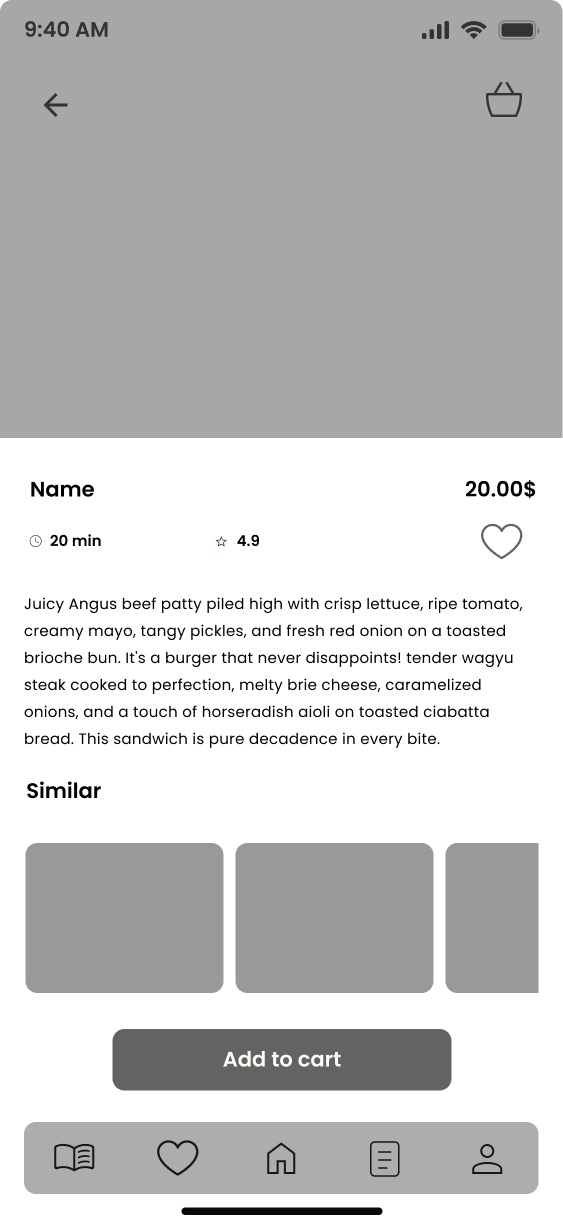 9:40 AM
Name
20.00$
20 min
4.9
Juicy Angus beef patty piled high with crisp lettuce, ripe tomato,
creamy mayo, tangy pickles, and fresh red onion on a toasted
brioche bun. It's a burger that never disappoints! tender wagyu
steak cooked to perfection, melty brie cheese, caramelized
onions, and a touch of horseradish aioli on toasted ciabatta
bread. This sandwich is pure decadence in every bite.
Similar
Add to cart